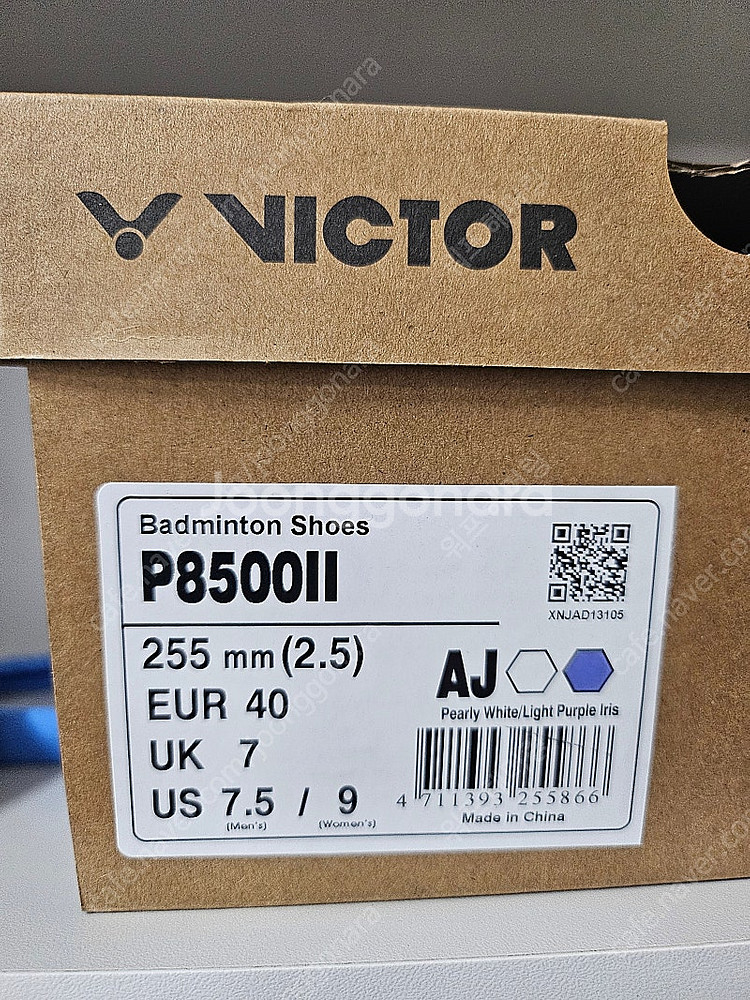 VICTOR
Badminton Shoes
P8500II
XNJAD13105
255 mm (2.5)
EUR 40
UK 7
US 7.5 / 9
(Men's) (Women's)
AJ
Pearly White/Light Purple Iris
4 711393 255866
Made in China
joonggonara